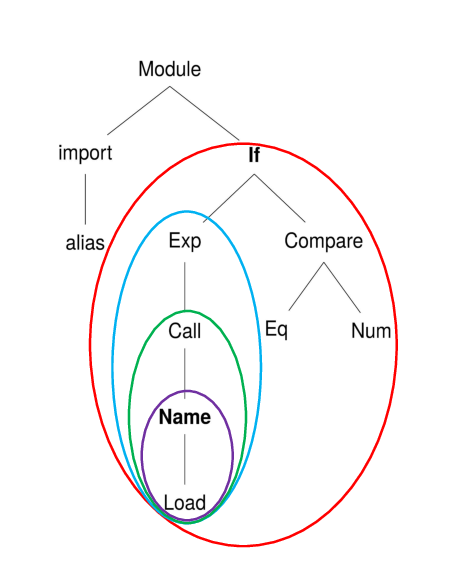 Module
import If
alias Exp Compare
Call Eq Num
Name
Load